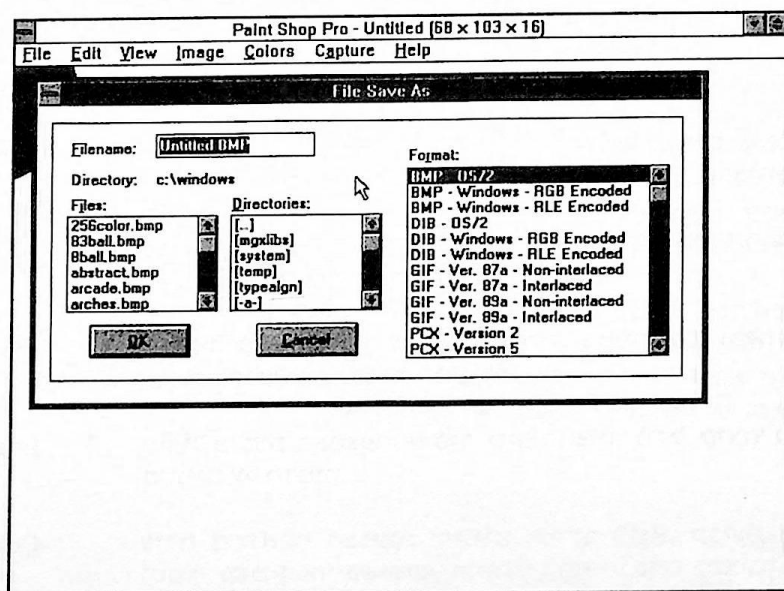 Paint Shop Pro - Untitled (68 x 103 x 16)
File Edit View Image Colors Capture Help
File Save As
Filename: Untitled.BMP
Directory: c:\windows
Files:
256color.bmp
83ball.bmp
8ball.bmp
abstract.bmp
arcade.bmp
arches.bmp
Directories:
[..]
[mgxlibs]
[system]
[temp]
[typealgn]
[-a-]
OK
Cancel
Format:
BMP - OS/2
BMP - Windows - RGB Encoded
BMP - Windows - RLE Encoded
DIB - OS/2
DIB - Windows - RGB Encoded
DIB - Windows - RLE Encoded
GIF - Ver. 87a - Non-interlaced
GIF - Ver. 87a - Interlaced
GIF - Ver. 89a - Non-interlaced
GIF - Ver. 89a - Interlaced
PCX - Version 2
PCX - Version 5